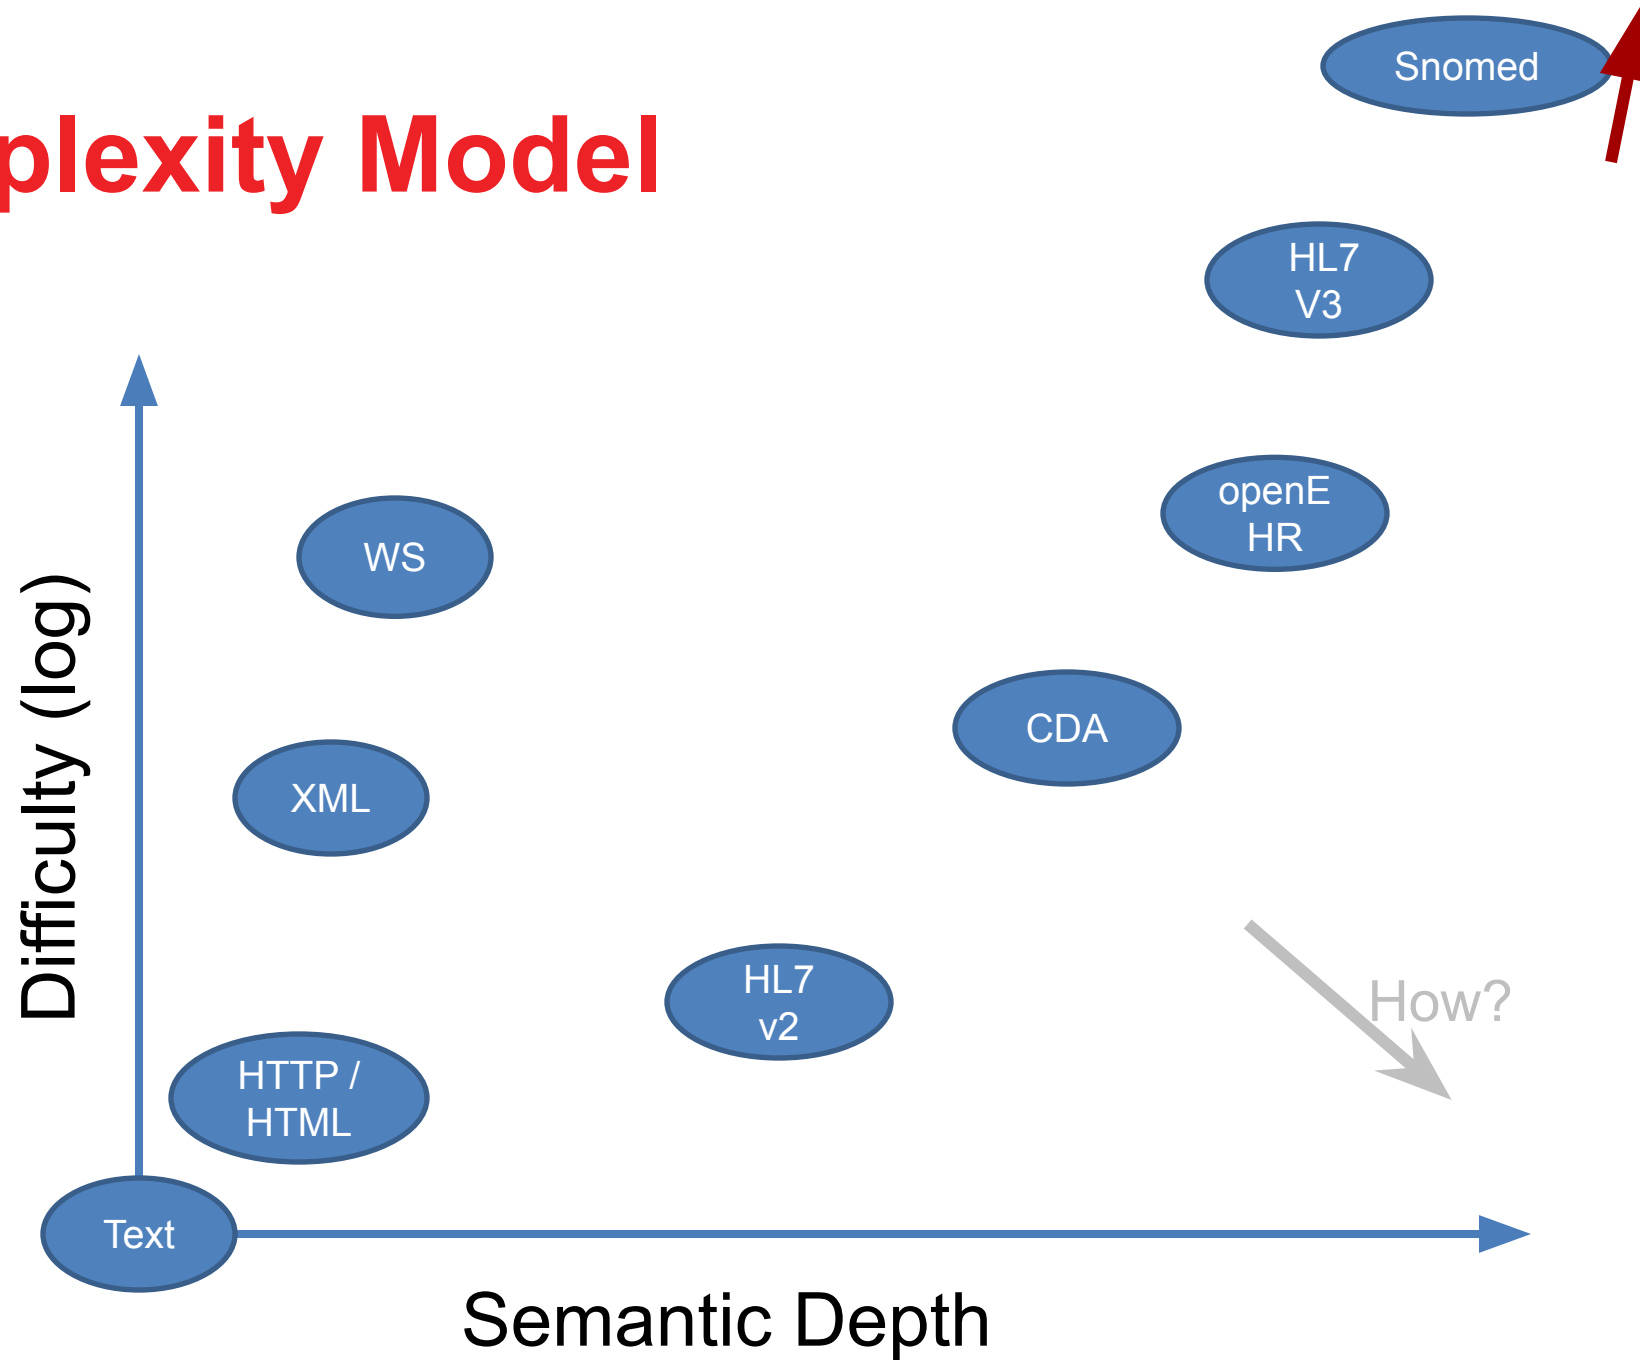 Snomed
plexity Model
HL7
V3
openE
HR
WS
Difficulty (log)
CDA
XML
HL7
v2
How?
HTTP /
HTML
Text
Semantic Depth